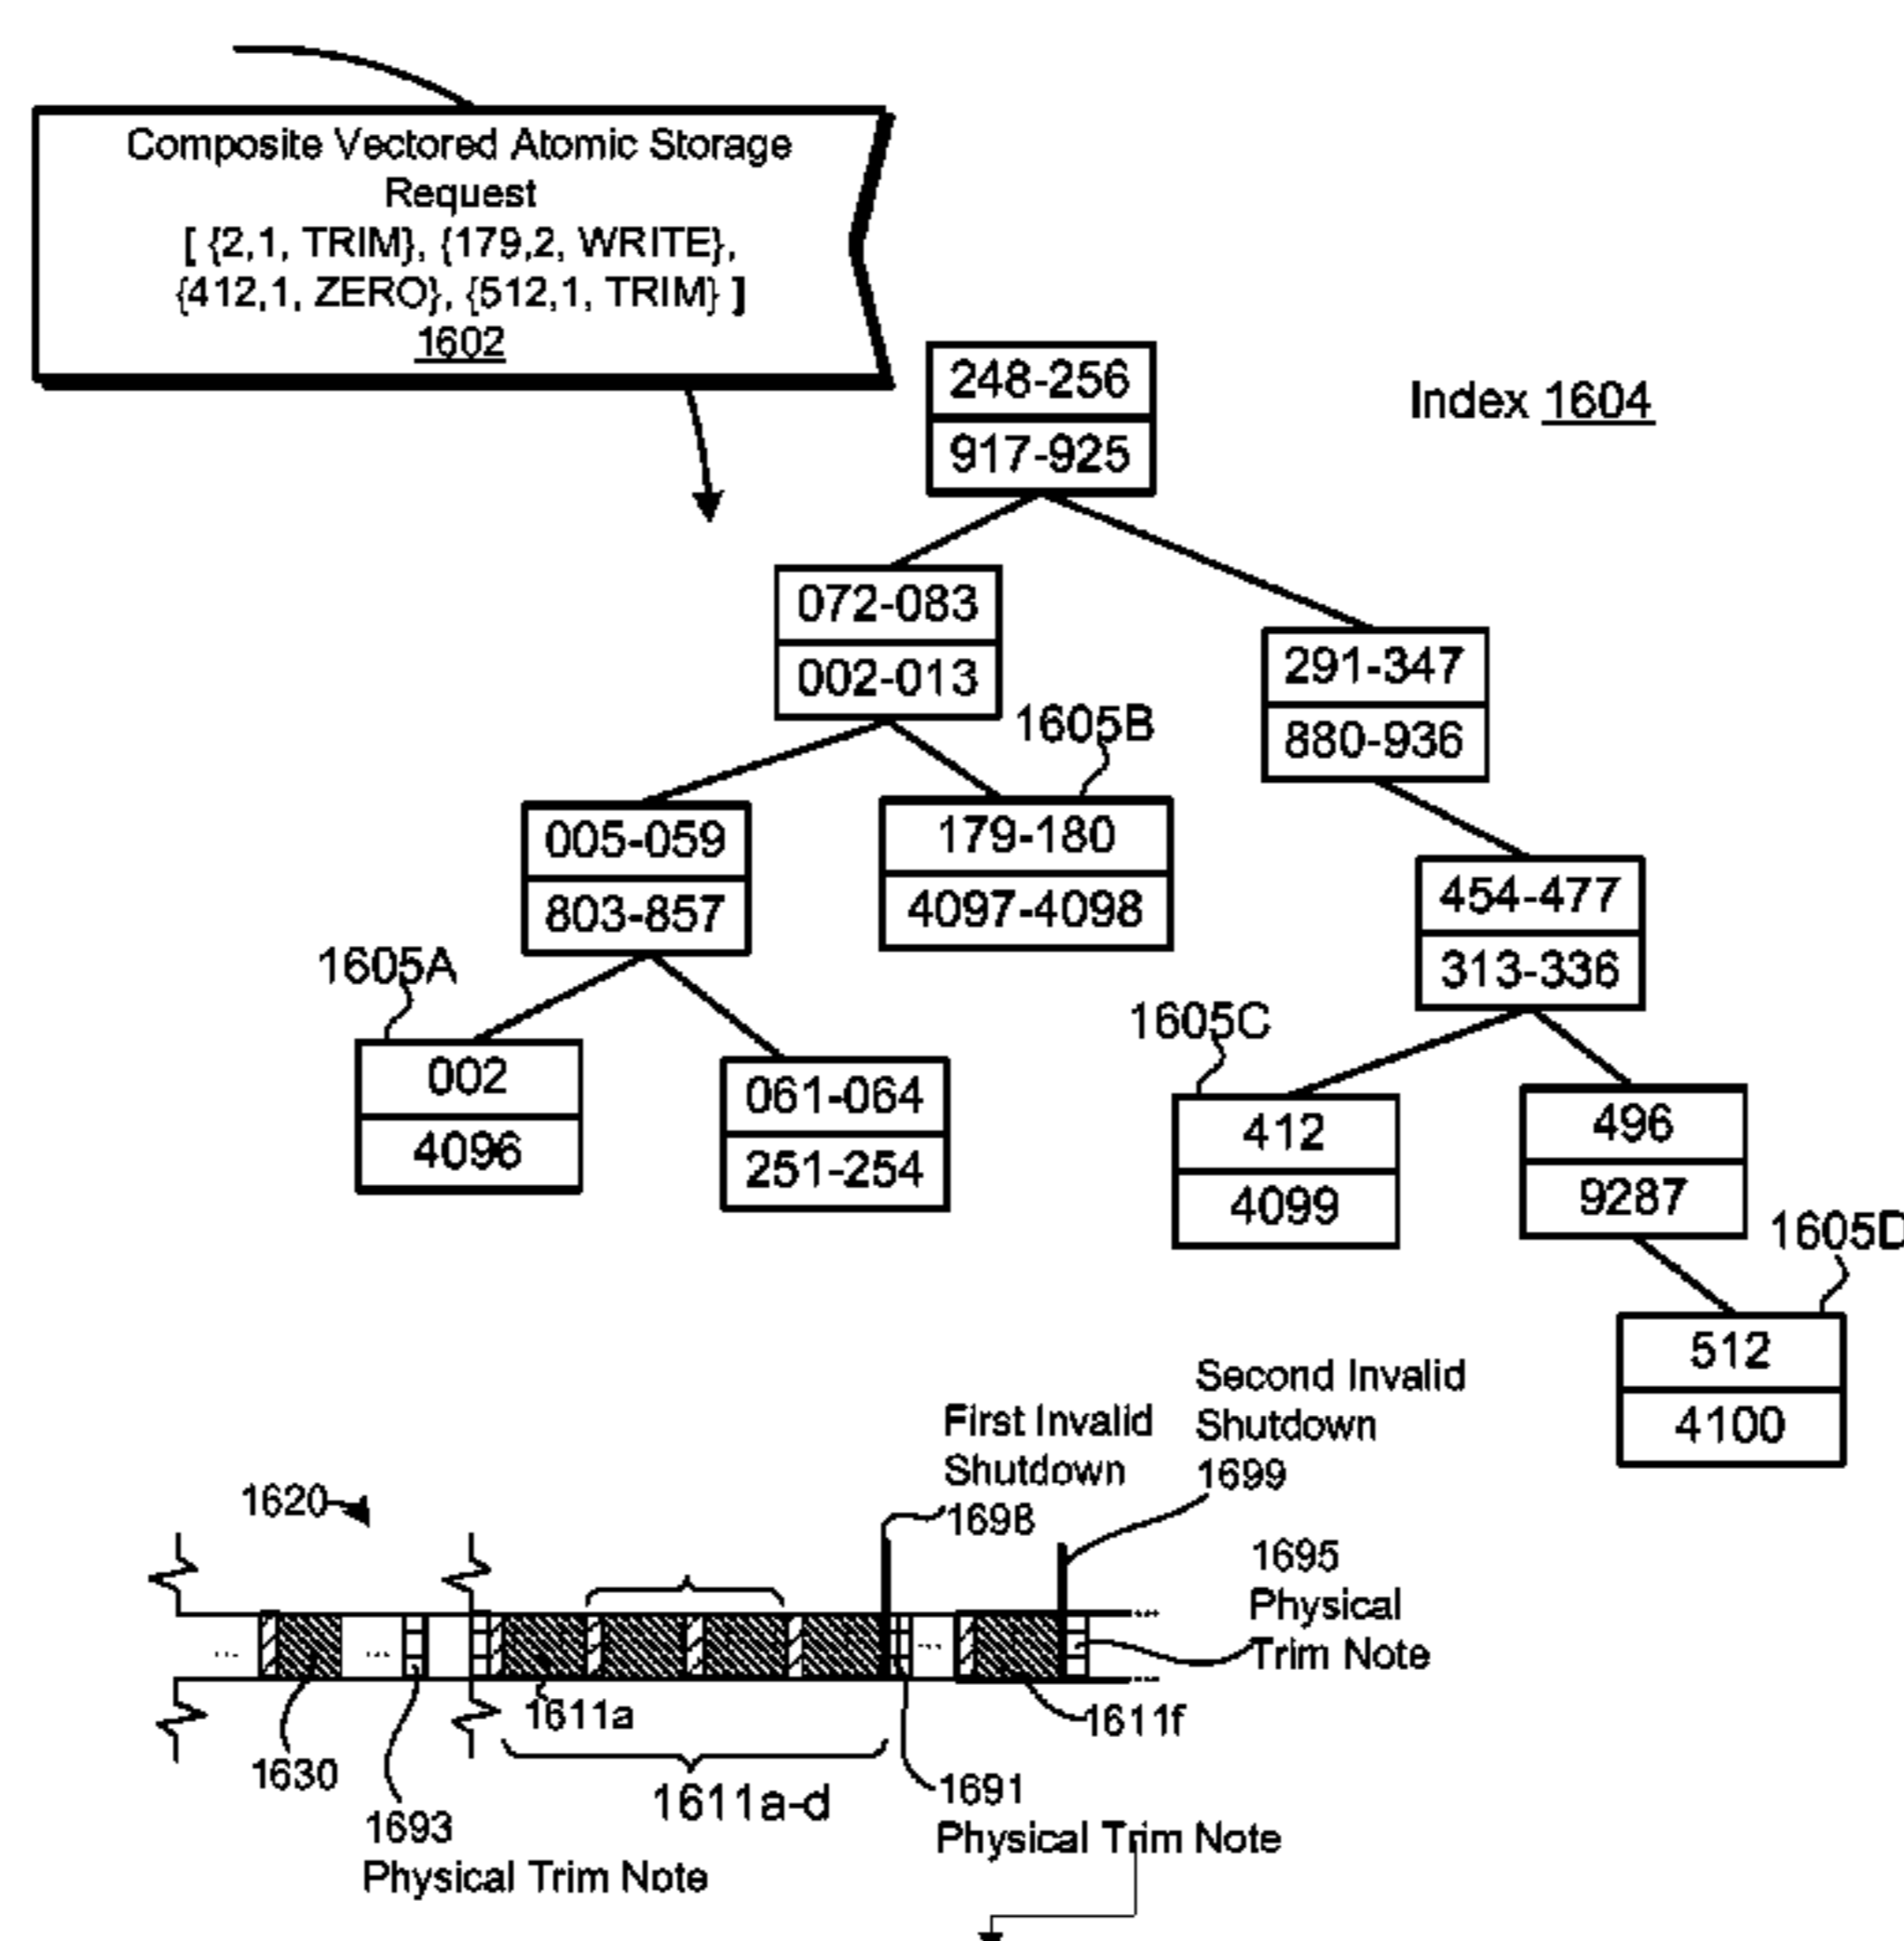 Composite Vectored Atomic Storage
Request
[ {2,1, TRIM}, {179,2, WRITE},
{412,1, ZERO}, {512,1, TRIM} ]
1602
248-256
917-925
Index 1604
072-083
002-013
291-347
880-936
1605B
005-059
803-857
179-180
4097-4098
454-477
313-336
1605A
002
4096
061-064
251-254
1605C
412
4099
496
9287
1605D
512
4100
First Invalid
Shutdown
1698
Second Invalid
Shutdown
1699
1620
1695
Physical
Trim Note
...
...
...
...
...
1611a
1611f
1630
1611a-d
1693
Physical Trim Note
1691
Physical Trim Note